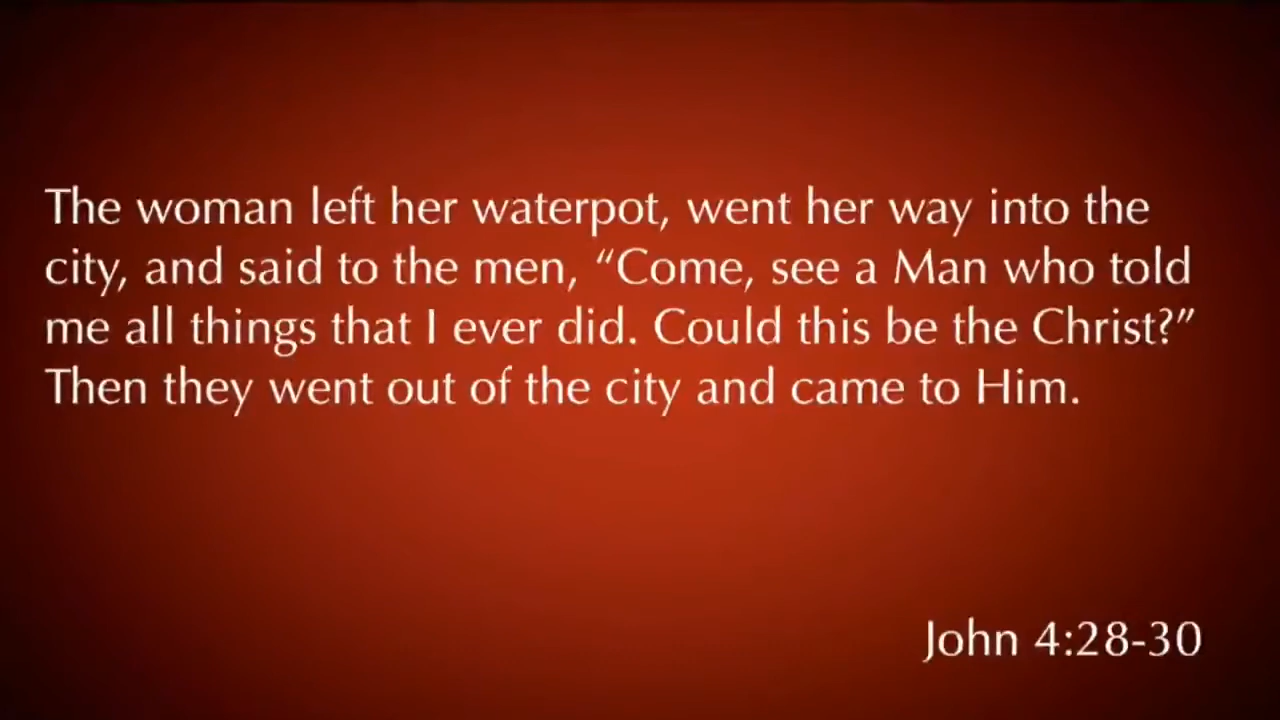 The woman left her waterpot, went her way into the
city, and said to the men, “Come, see a Man who told
me all things that I ever did. Could this be the Christ?”
Then they went out of the city and came to Him.
John 4:28-30